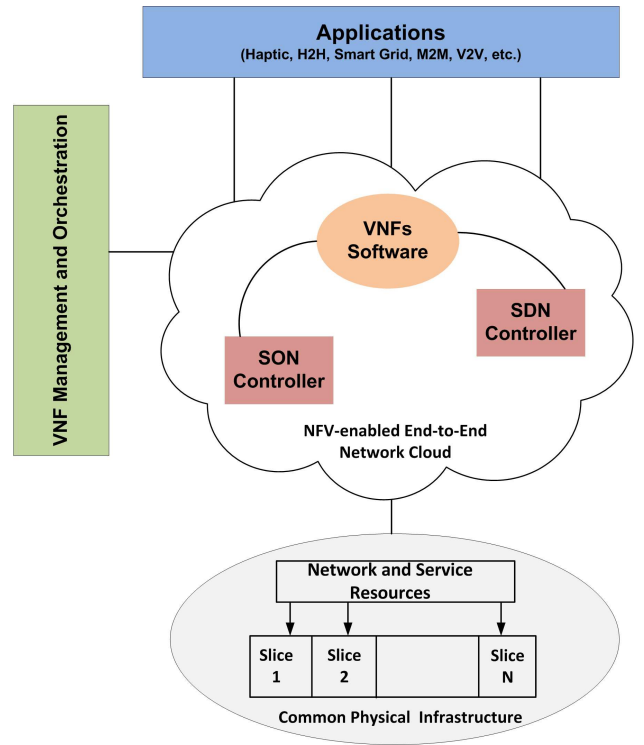 Applications
(Haptic, H2H, Smart Grid, M2M, V2V, etc.)
VNF Management and Orchestration
VNFs
Software
SDN
Controller
SON
Controller
NFV-enabled End-to-End
Network Cloud
Network and Service
Resources
Slice
1
Slice
2
Slice
N
Common Physical Infrastructure